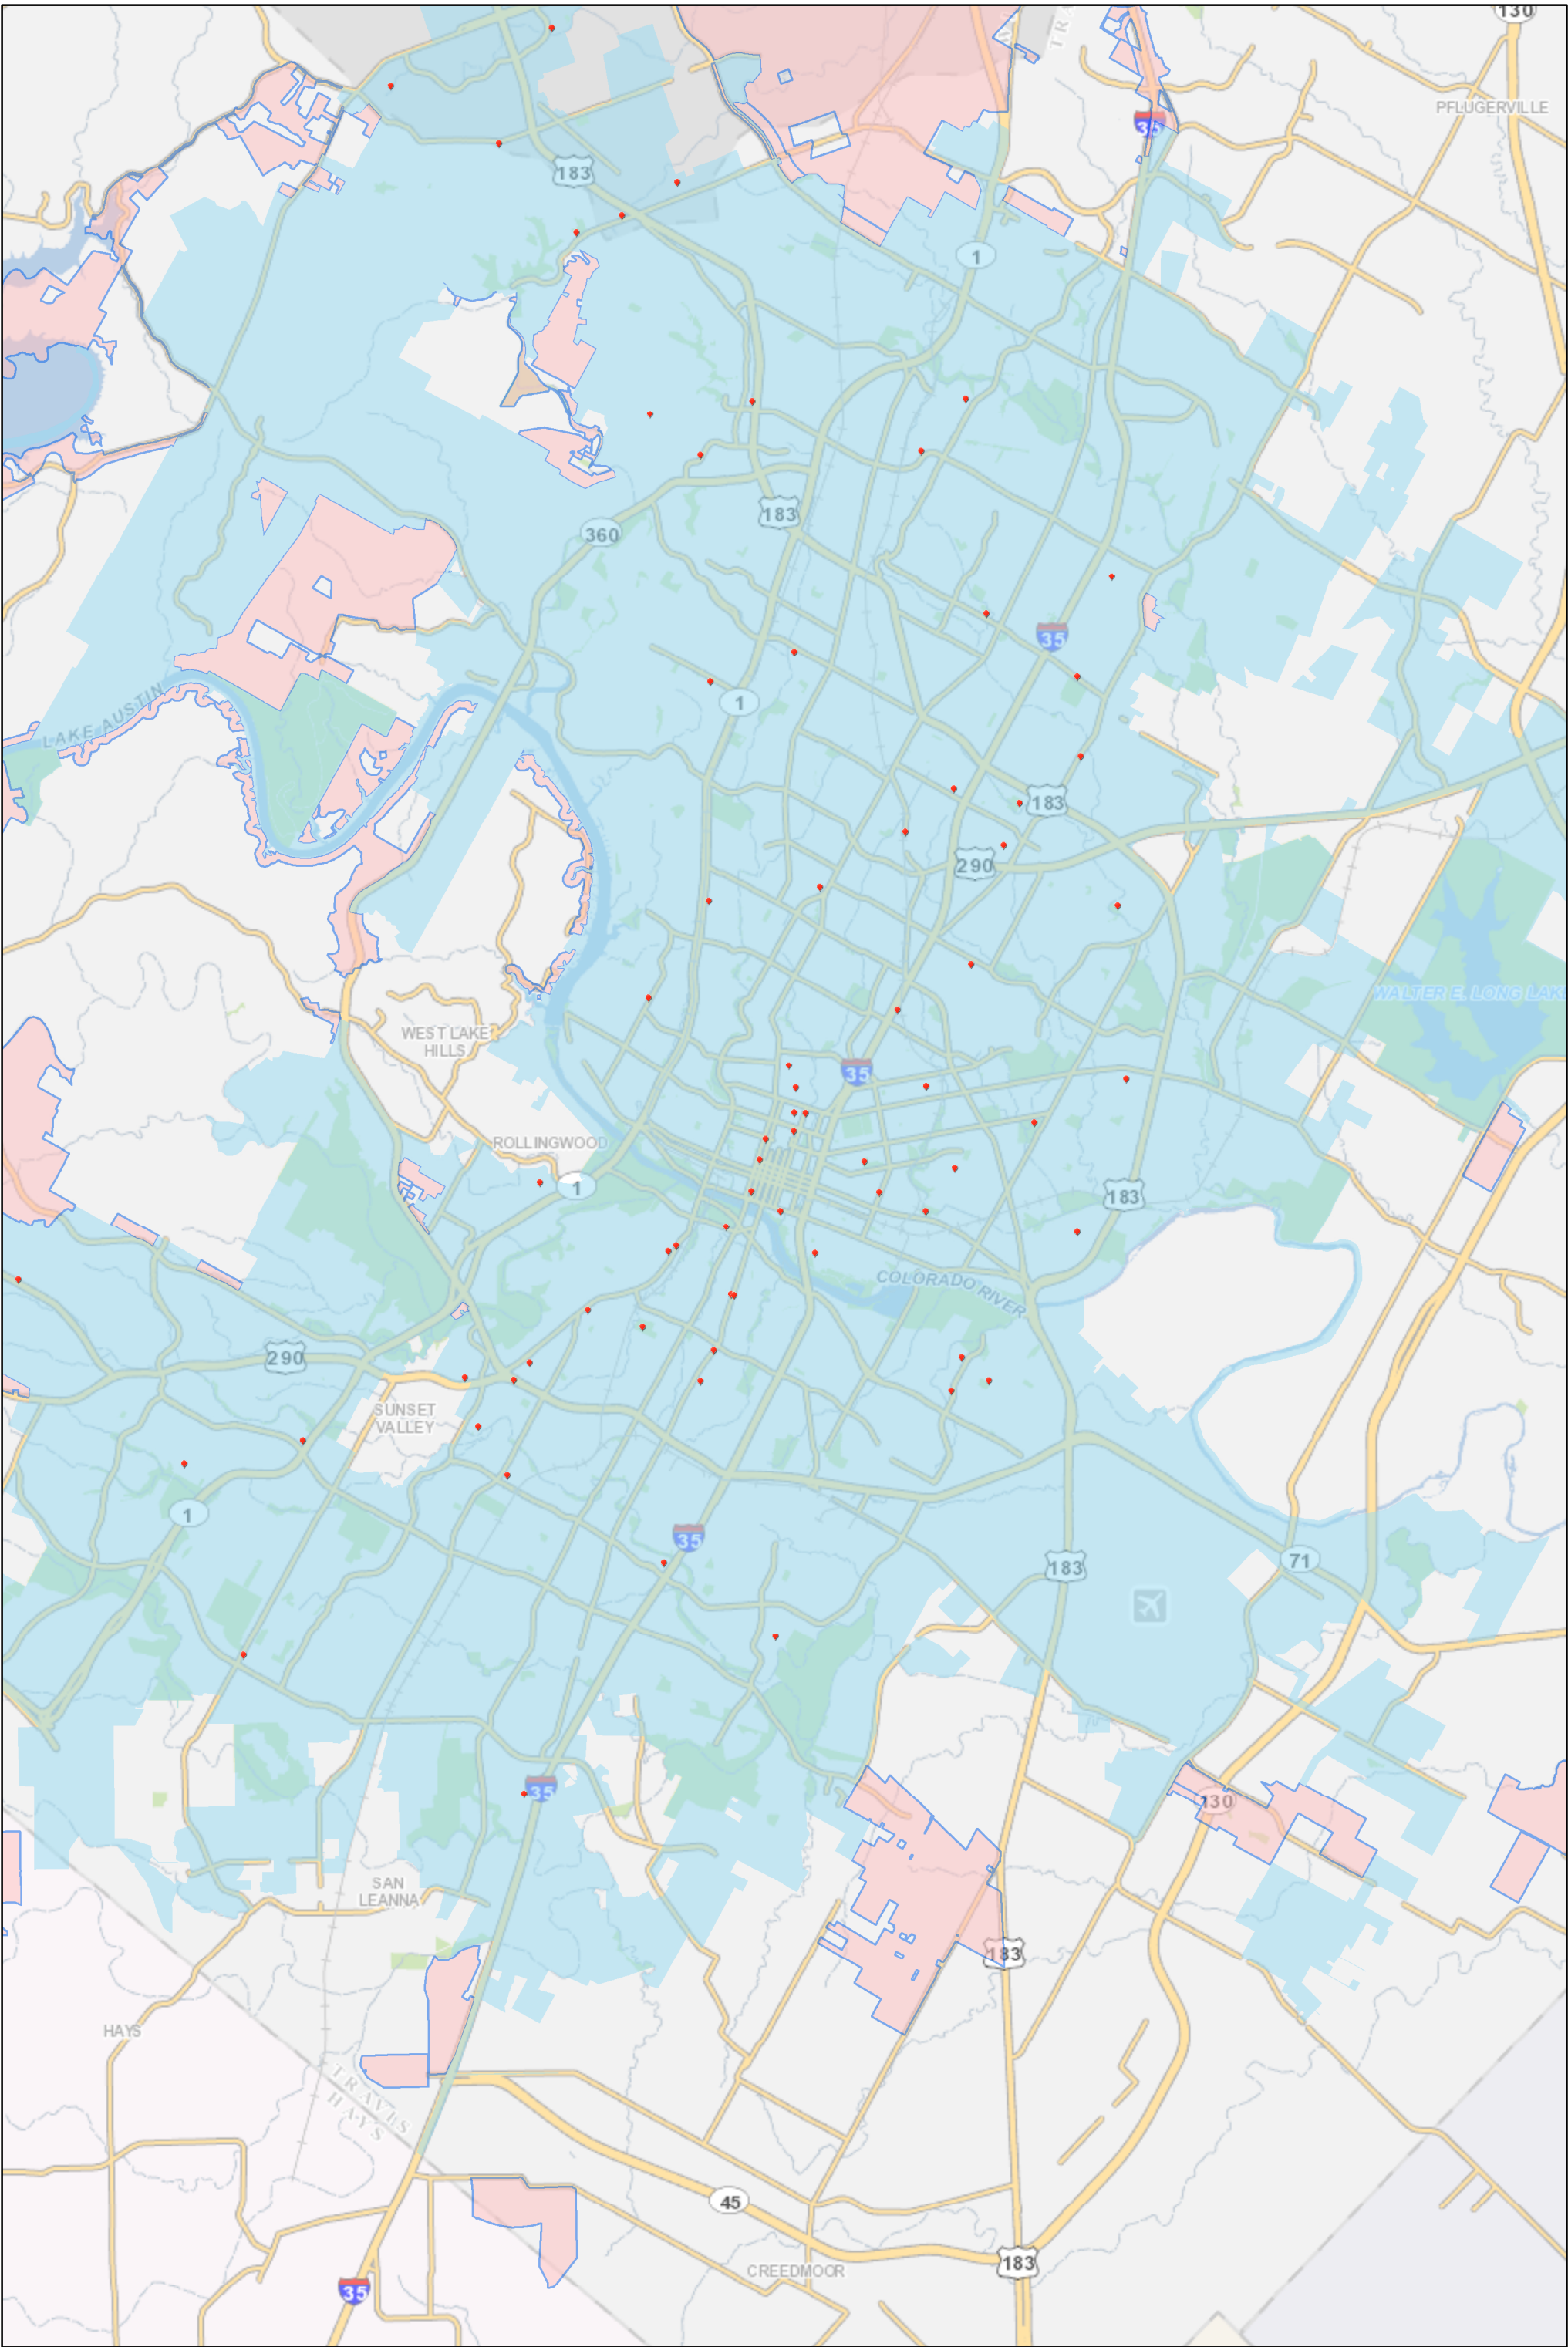 130
PFLUGERVILLE
35
183
1
183
360
35
1
LAKE AUSTIN
183
290
WALTER E. LONG LAK
WEST LAKE
HILLS
35
ROLLINGWOOD
1
183
COLORADO RIVER
290
SUNSET
VALLEY
1
35
183
71
35
130
SAN
LEANNA
183
HAYS
TRAVIS
HAYS
45
CREEDMOOR
183
35